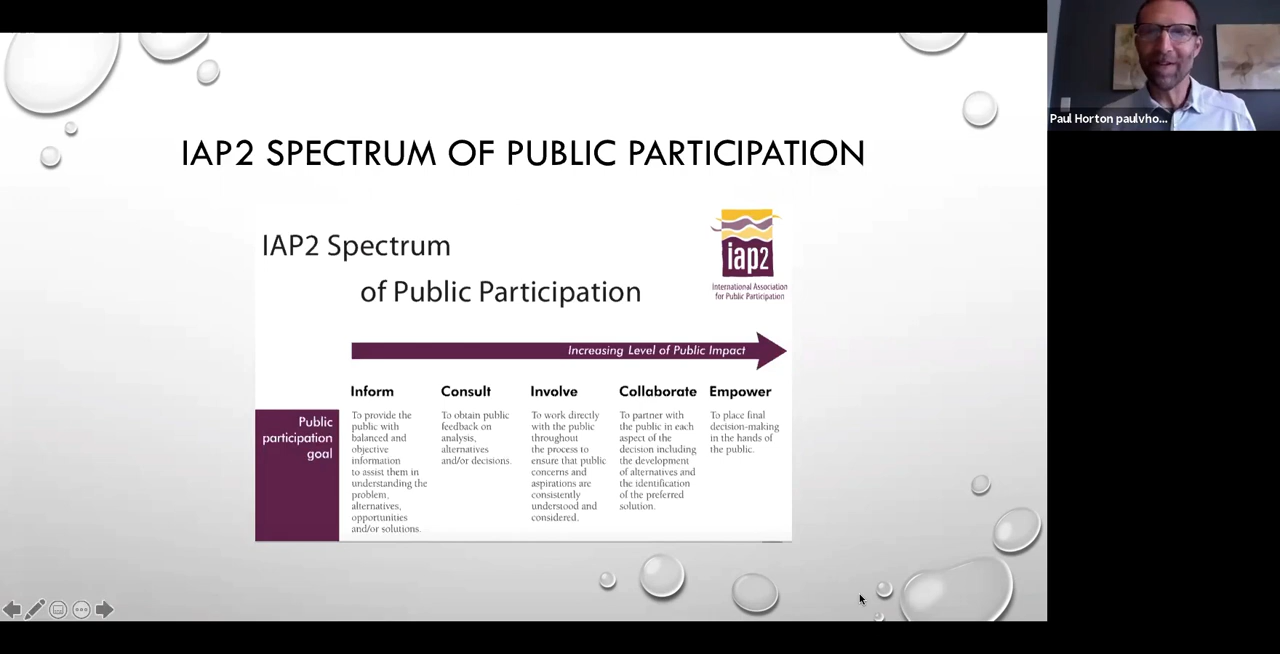 IAP2 SPECTRUM OF PUBLIC PARTICIPATION
IAP2 Spectrum
of Public Participation
iap2
International Association
for Public Participation
Increasing Level of Public Impact
Public
participation
goal
Inform
To provide the
public with
balanced and
objective
information
to assist them in
understanding the
problem,
alternatives,
opportunities
and/or solutions.
Consult
To obtain public
feedback on
analysis,
alternatives
and/or decisions.
Involve
To work directly
with the public
throughout
the process to
ensure that public
concerns and
aspirations are
consistently
understood and
considered.
Collaborate
To partner with
the public in each
aspect of the
decision including
the development
of alternatives and
the identification
of the preferred
solution.
Empower
To place final
decision-making
in the hands of
the public.
Paul Horton paulvho...